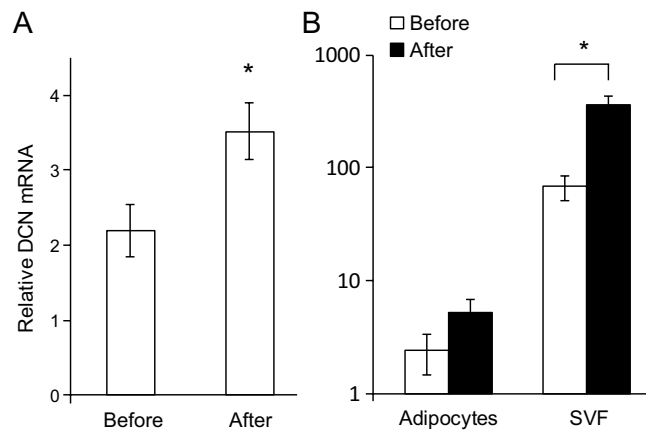 A
B
Before
After
Relative DCN mRNA
4
3
2
1
0
*
Before
After
1000
100
10
1
*
Adipocytes
SVF